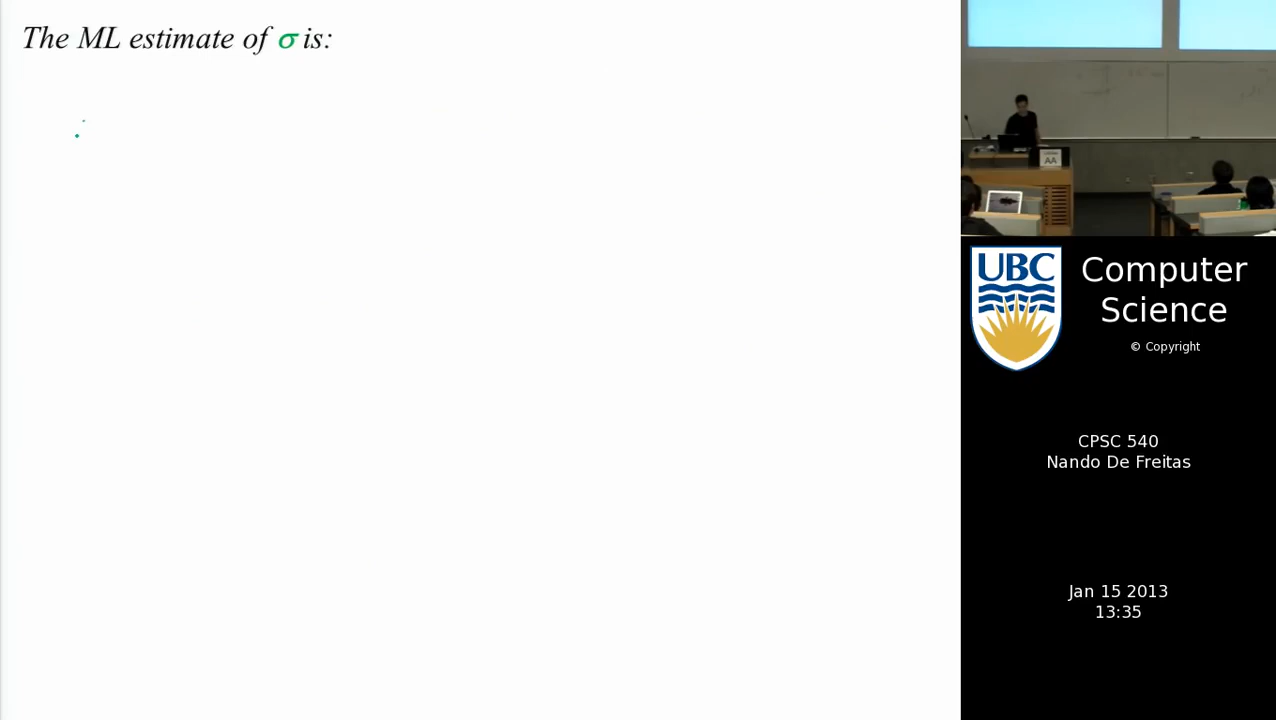 The ML estimate of σ is:
AA
UBC
Computer
Science
© Copyright
CPSC 540
Nando De Freitas
Jan 15 2013
13:35